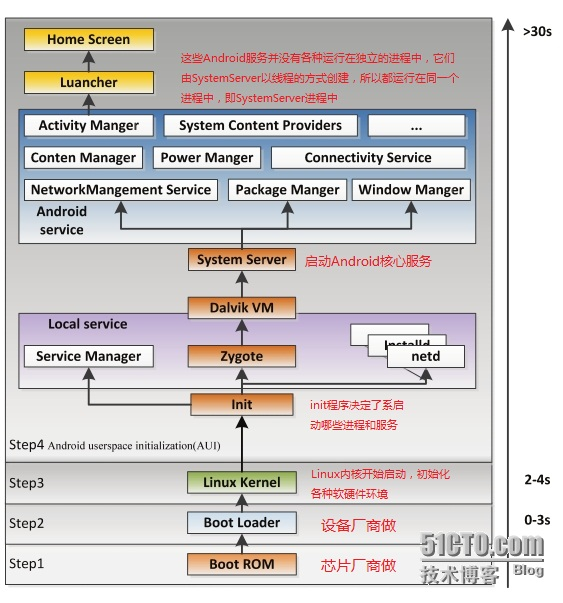 Home Screen
>30s
Luancher
这些Android服务并没有各种运行在独立的进程中，它们
由SystemServer以线程的方式创建，所以都运行在同一个
进程中，即SystemServer进程中
Activity Manger
System Content Providers
...
Conten Manager
Power Manger
Connectivity Service
NetworkMangement Service
Package Manger
Window Manger
Android
service
System Server
启动Android核心服务
Dalvik VM
Local service
Service Manager
Zygote
Installd
netd
Init
init程序决定了系启
动哪些进程和服务
Step4 Android userspace initialization(AUI)
Step3
Linux Kernel
Linux内核开始启动，初始化
各种软硬件环境
2-4s
Step2
Boot Loader
设备厂商做
0-3s
Step1
Boot ROM
芯片厂商做
51CTO.com
技术博客 Blog